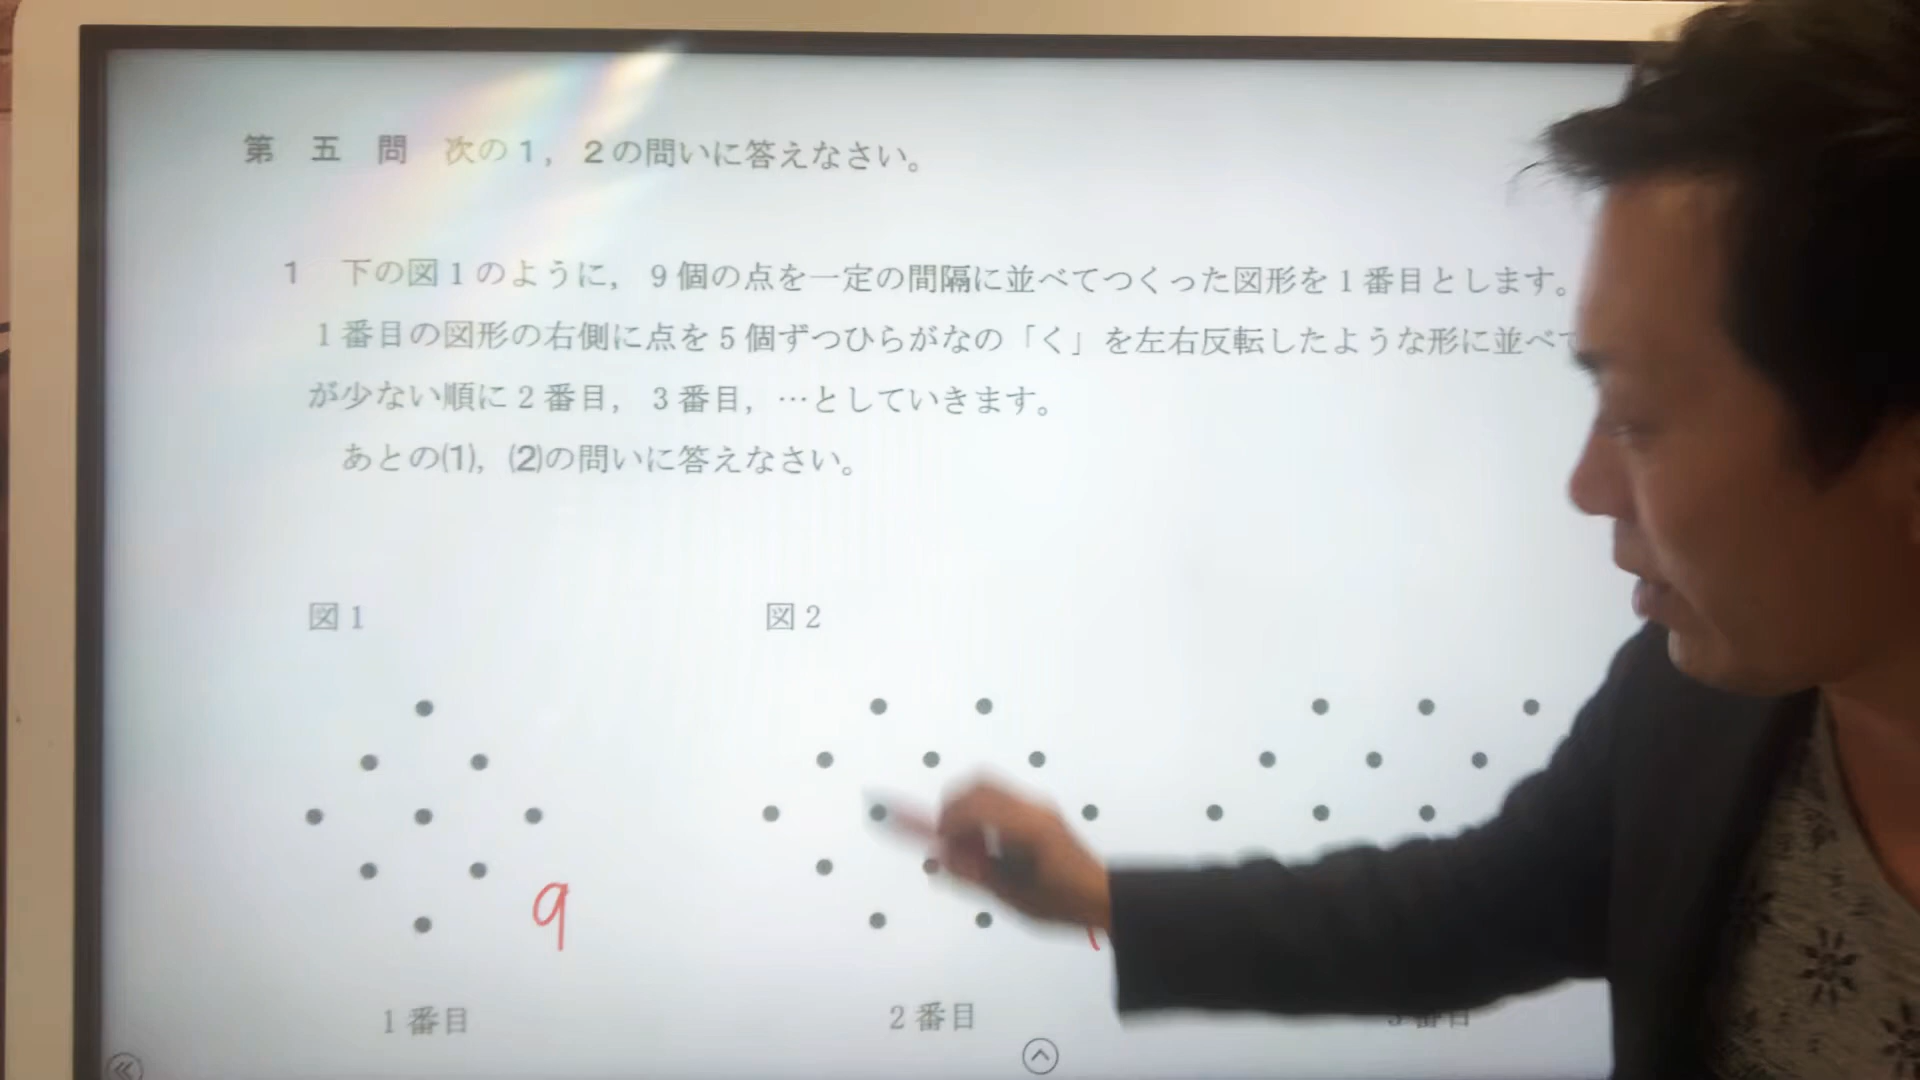 第 五 問 次の1，2の問いに答えなさい。
1 下の図1のように，9個の点を一定の間隔に並べてつくった図形を1番目とします。
1番目の図形の右側に点を5個ずつひらがなの「く」を左右反転したような形に並べて
が少ない順に2番目，3番目，…としていきます。
あとの(1)，(2)の問いに答えなさい。
図1 図2
9
1番目 2番目 3番目